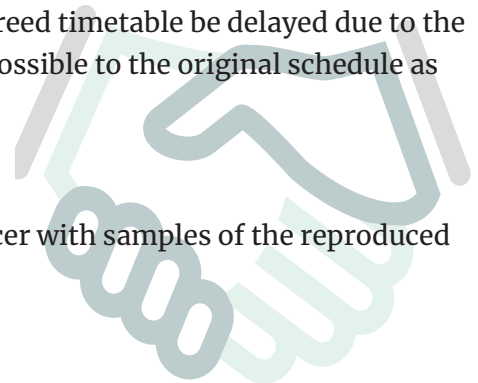 reed timetable be delayed due to the
ossible to the original schedule as
cer with samples of the reproduced